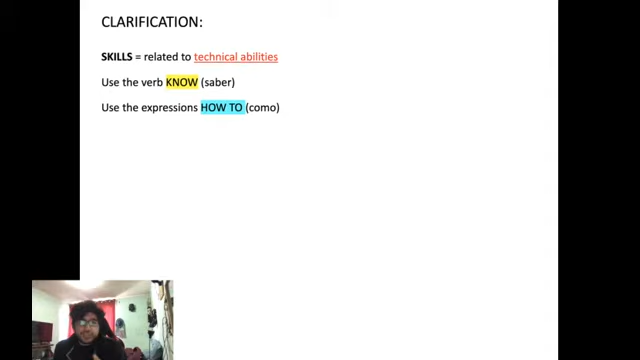 CLARIFICATION:
SKILLS = related to technical abilities
Use the verb KNOW (saber)
Use the expressions HOW TO (como)